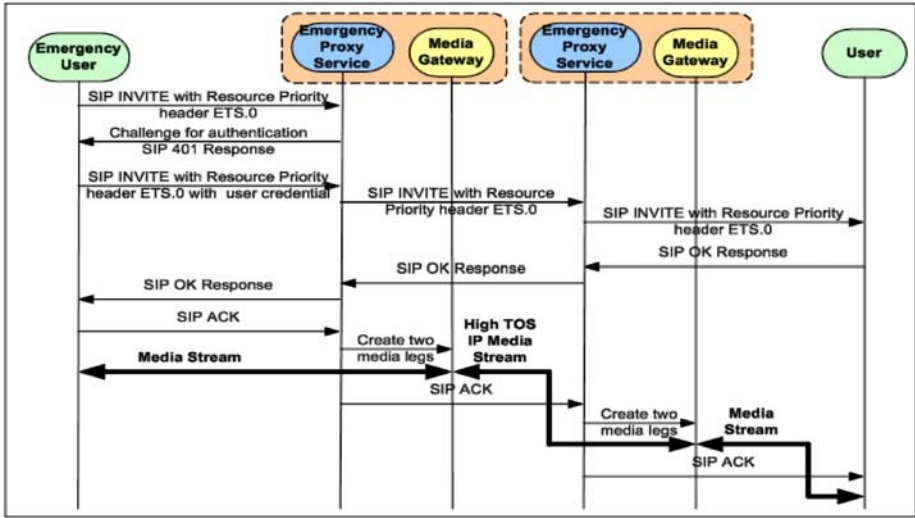 Emergency
User
Emergency
Proxy
Service
Media
Gateway
Emergency
Proxy
Service
Media
Gateway
User
SIP INVITE with Resource Priority
header ETS.0
Challenge for authentication
SIP 401 Response
SIP INVITE with Resource Priority
header ETS.0 with user credential
SIP INVITE with Resource
Priority header ETS.0
SIP INVITE with Resource Priority
header ETS.0
SIP OK Response
SIP OK Response
SIP OK Response
SIP ACK
Create two
media legs
High TOS
IP Media
Stream
Media Stream
SIP ACK
Create two
media legs
Media
Stream
SIP ACK